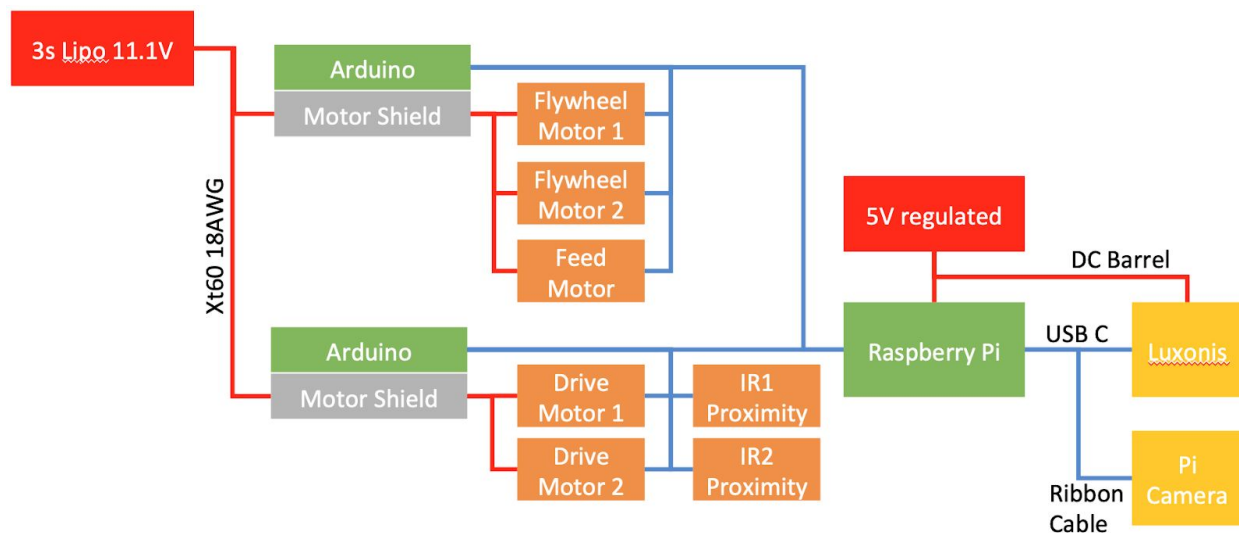 3s Lipo 11.1V
Arduino
Motor Shield
Flywheel
Motor 1
Flywheel
Motor 2
Feed
Motor
Xt60 18AWG
5V regulated
DC Barrel
Arduino
Motor Shield
Drive
Motor 1
IR1
Proximity
Drive
Motor 2
IR2
Proximity
Raspberry Pi
USB C
Luxonis
Pi
Camera
Ribbon
Cable